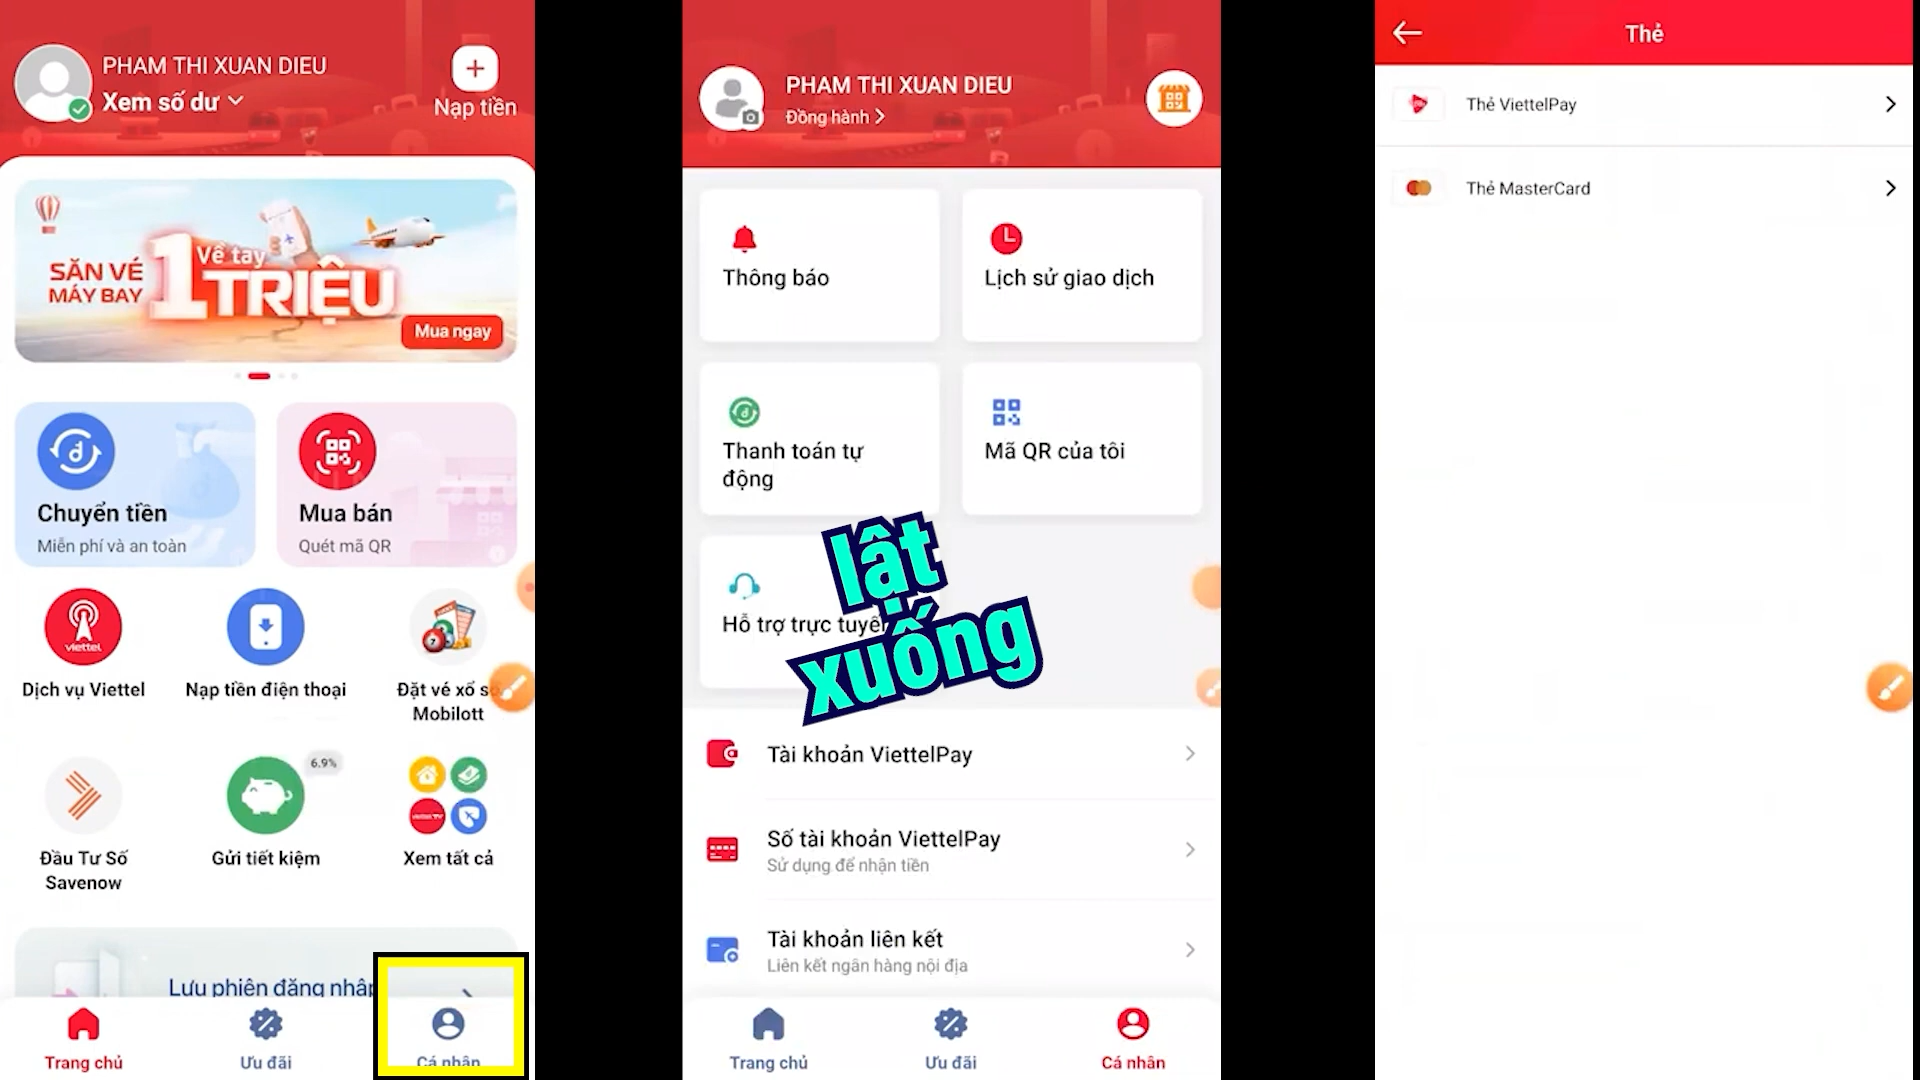 PHAM THI XUAN DIEU
Xem số dư
Nạp tiền
SĂN VÉ
MÁY BAY
1
Về tay
TRIỆU
Mua ngay
Chuyển tiền
Miễn phí và an toàn
Mua bán
Quét mã QR
viettel
Dịch vụ Viettel
Nạp tiền điện thoại
Đặt vé xổ số
Mobilott
6.9%
Đầu Tư Số
Savenow
Gửi tiết kiệm
Xem tất cả
Lưu phiên đăng nhập
Trang chủ
Ưu đãi
Cá nhân
PHAM THI XUAN DIEU
Đồng hành
Thông báo
Lịch sử giao dịch
Thanh toán tự
động
Mã QR của tôi
Hỗ trợ trực tuyến
lật
xuống
Tài khoản ViettelPay
Số tài khoản ViettelPay
Sử dụng để nhận tiền
Tài khoản liên kết
Liên kết ngân hàng nội địa
Trang chủ
Ưu đãi
Cá nhân
Thẻ
Thẻ ViettelPay
Thẻ MasterCard